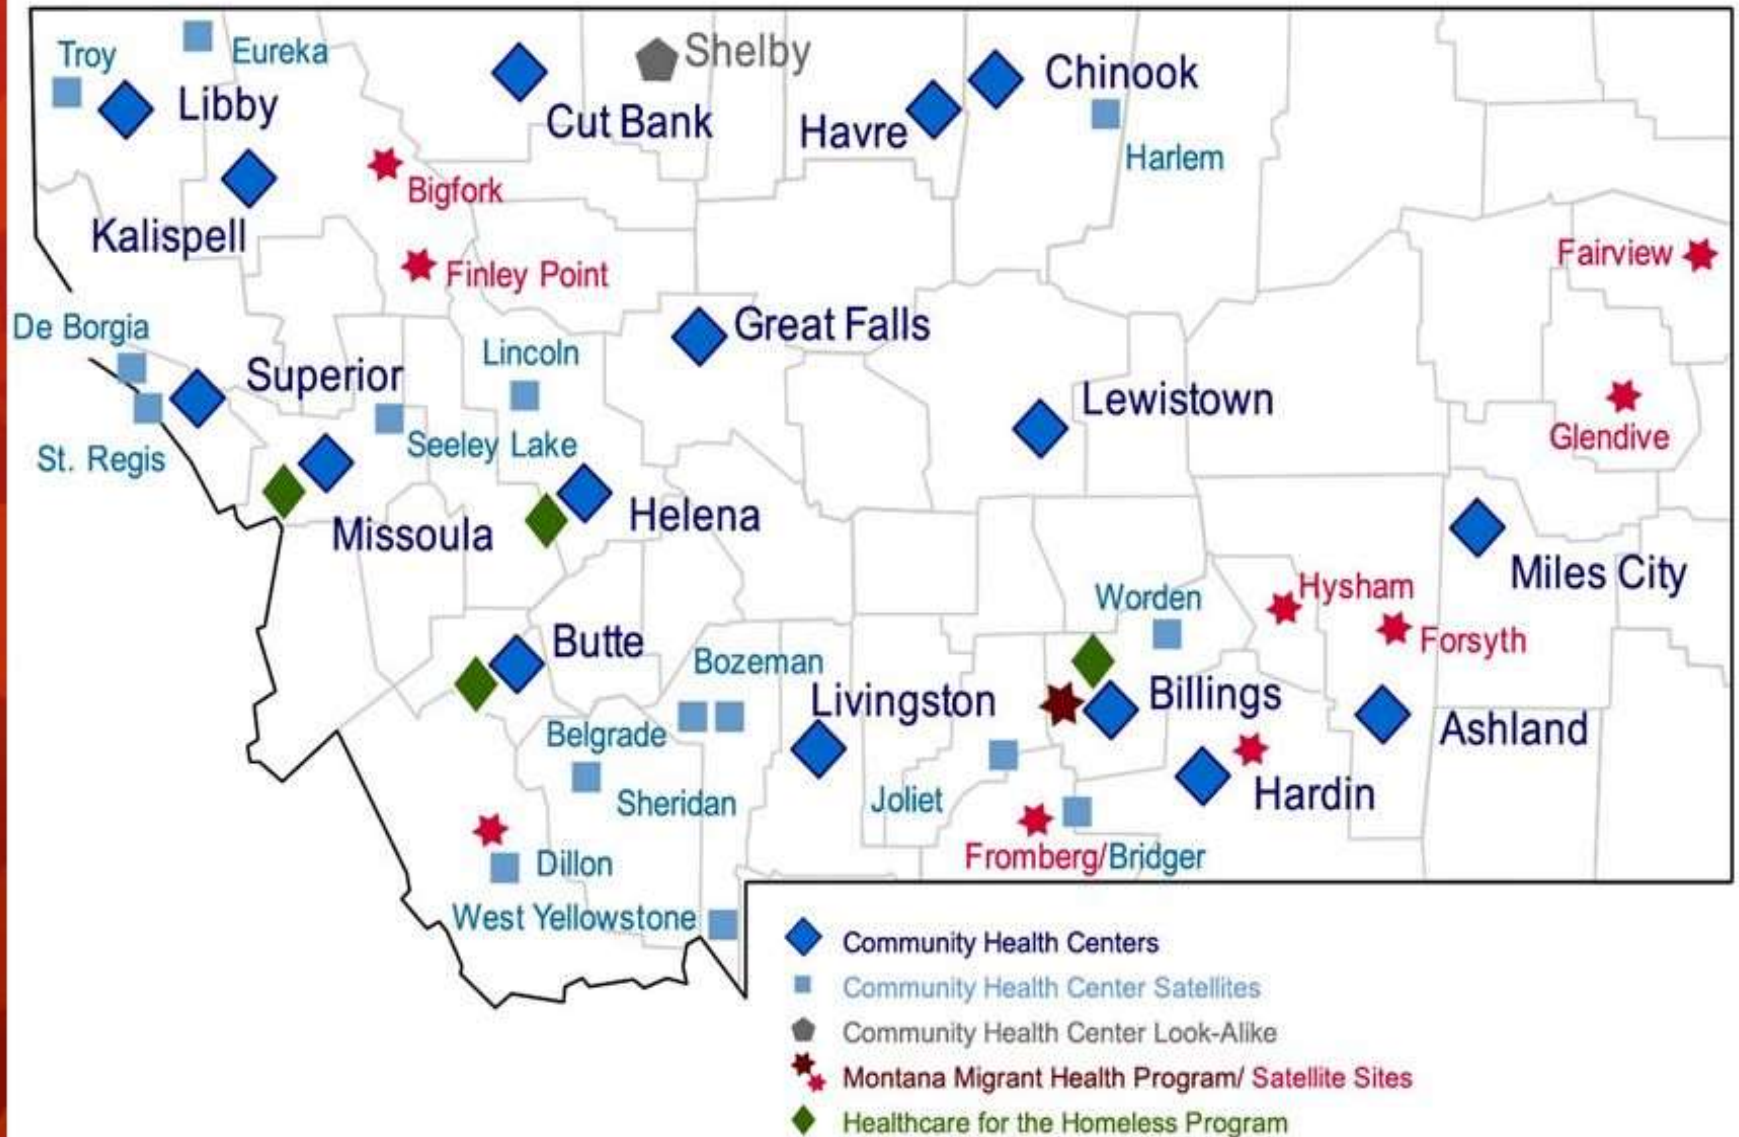 Troy
Eureka
Shelby
Libby
Cut Bank
Chinook
Havre
Harlem
Bigfork
Kalispell
Finley Point
Fairview
De Borgia
Great Falls
Lincoln
Superior
Lewistown
Seeley Lake
Glendive
St. Regis
Missoula
Helena
Miles City
Hysham
Worden
Forsyth
Butte
Bozeman
Livingston
Billings
Ashland
Belgrade
Sheridan
Joliet
Hardin
Dillon
Fromberg/Bridger
West Yellowstone
Community Health Centers
Community Health Center Satellites
Community Health Center Look-Alike
Montana Migrant Health Program/ Satellite Sites
Healthcare for the Homeless Program